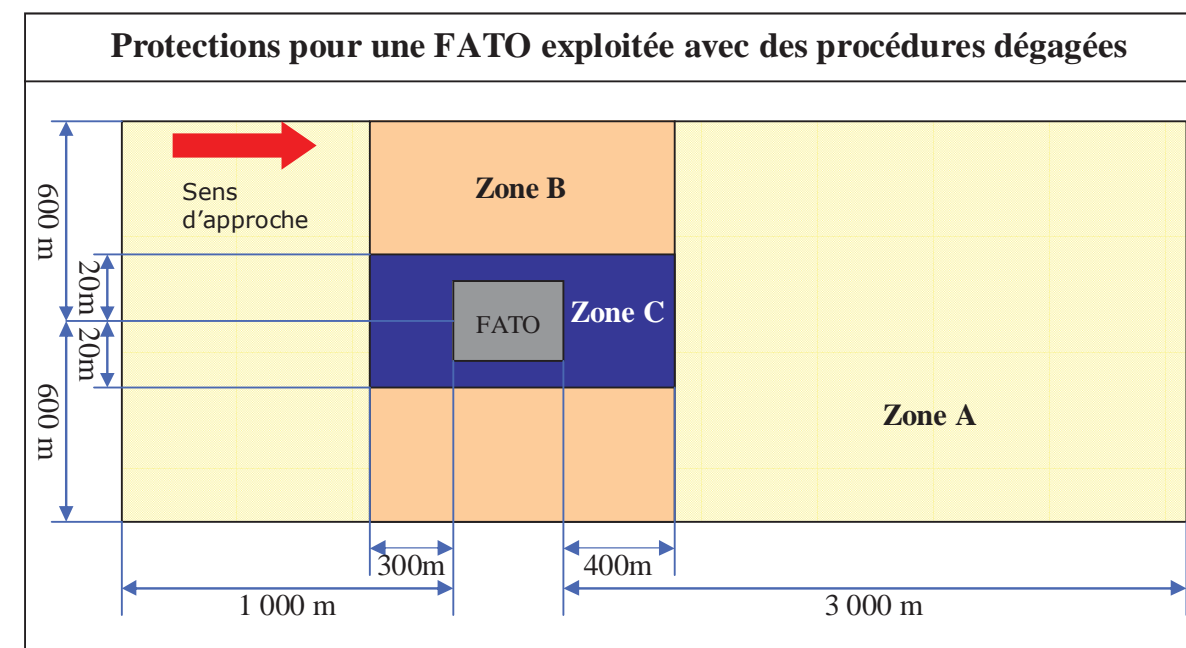 Protections pour une FATO exploitée avec des procédures dégagées
Sens
d'approche
Zone B
600 m
20m
20m
600 m
FATO
Zone C
Zone A
300m
400m
1 000 m
3 000 m